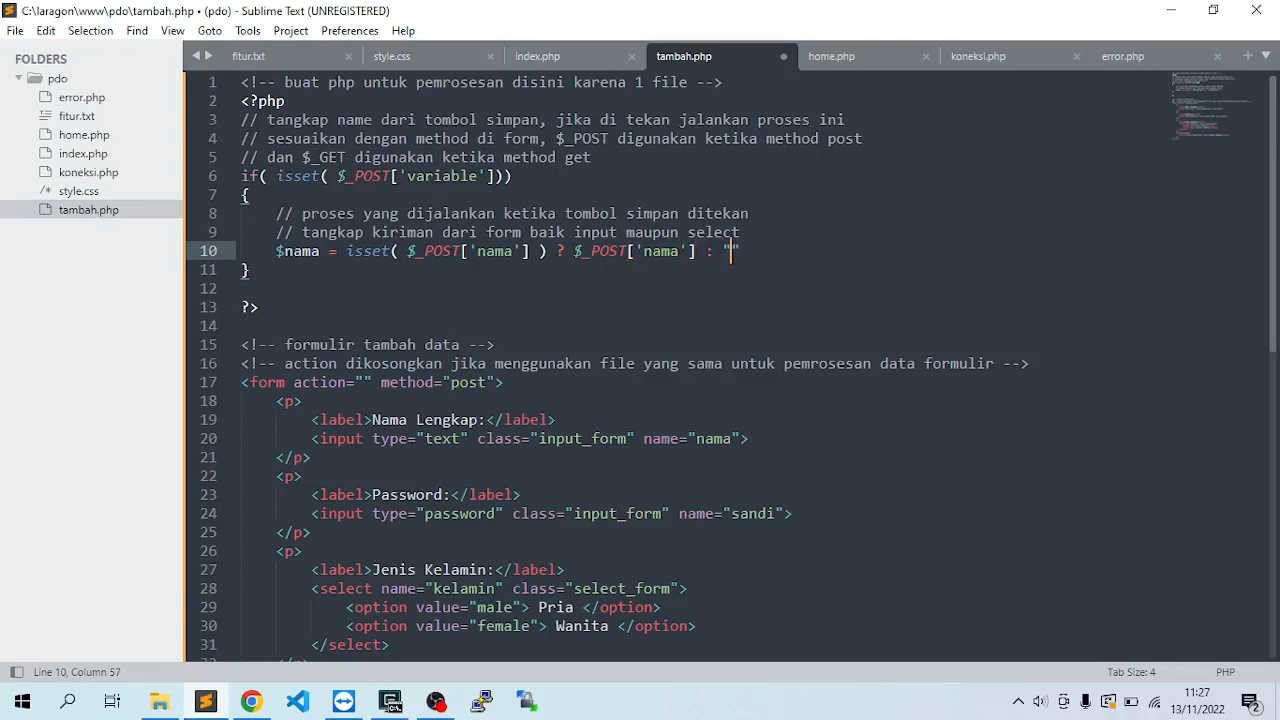 C:\laragon\www\pdo\tambah.php • (pdo) - Sublime Text (UNREGISTERED)
File Edit Selection Find View Goto Tools Project Preferences Help
FOLDERS
pdo
error.php
fitur.txt
home.php
index.php
koneksi.php
style.css
tambah.php
fitur.txt style.css index.php tambah.php home.php koneksi.php error.php
1 <!-- buat php untuk pemrosesan disini karena 1 file -->
2 <?php
3 // tangkap name dari tombol simpan, jika di tekan jalankan proses ini
4 // sesuaikan dengan method di form, $_POST digunakan ketika method post
5 // dan $_GET digunakan ketika method get
6 if( isset( $_POST['variable']))
7 {
8 // proses yang dijalankan ketika tombol simpan ditekan
9 // tangkap kiriman dari form baik input maupun select
10 $nama = isset( $_POST['nama'] ) ? $_POST['nama'] : ""
11 }
12
13 ?>
14
15 <!-- formulir tambah data -->
16 <!-- action dikosongkan jika menggunakan file yang sama untuk pemrosesan data formulir -->
17 <form action="" method="post">
18 <p>
19 <label>Nama Lengkap:</label>
20 <input type="text" class="input_form" name="nama">
21 </p>
22 <p>
23 <label>Password:</label>
24 <input type="password" class="input_form" name="sandi">
25 </p>
26 <p>
27 <label>Jenis Kelamin:</label>
28 <select name="kelamin" class="select_form">
29 <option value="male"> Pria </option>
30 <option value="female"> Wanita </option>
31 </select>
Line 10, Column 57 Tab Size: 4 PHP
11:27
13/11/2022
2